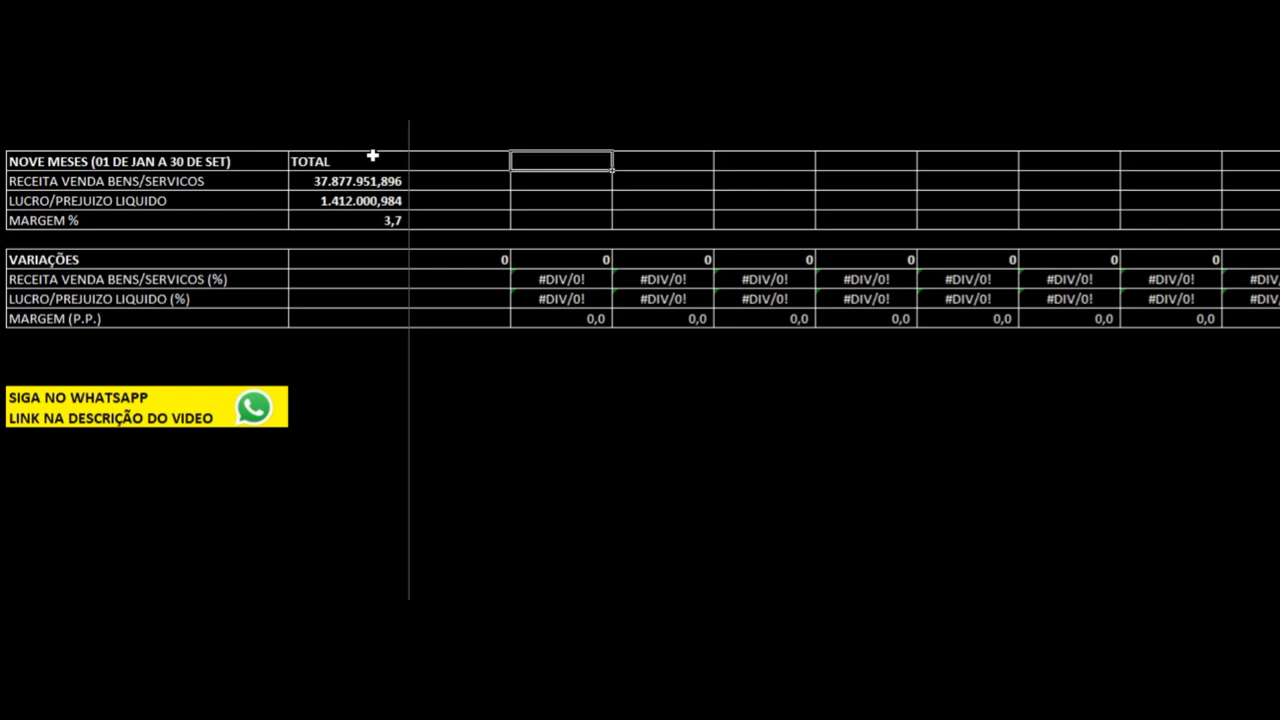 NOVE MESES (01 DE JAN A 30 DE SET) TOTAL
RECEITA VENDA BENS/SERVICOS 37.877.951,896
LUCRO/PREJUIZO LIQUIDO 1.412.000,984
MARGEM % 3,7
VARIAÇÕES 0 0 0 0 0 0 0 0
RECEITA VENDA BENS/SERVICOS (%) #DIV/0! #DIV/0! #DIV/0! #DIV/0! #DIV/0! #DIV/0! #DIV/0! #DIV/
LUCRO/PREJUIZO LIQUIDO (%) #DIV/0! #DIV/0! #DIV/0! #DIV/0! #DIV/0! #DIV/0! #DIV/0! #DIV/
MARGEM (P.P.) 0,0 0,0 0,0 0,0 0,0 0,0 0,0
SIGA NO WHATSAPP
LINK NA DESCRIÇÃO DO VIDEO